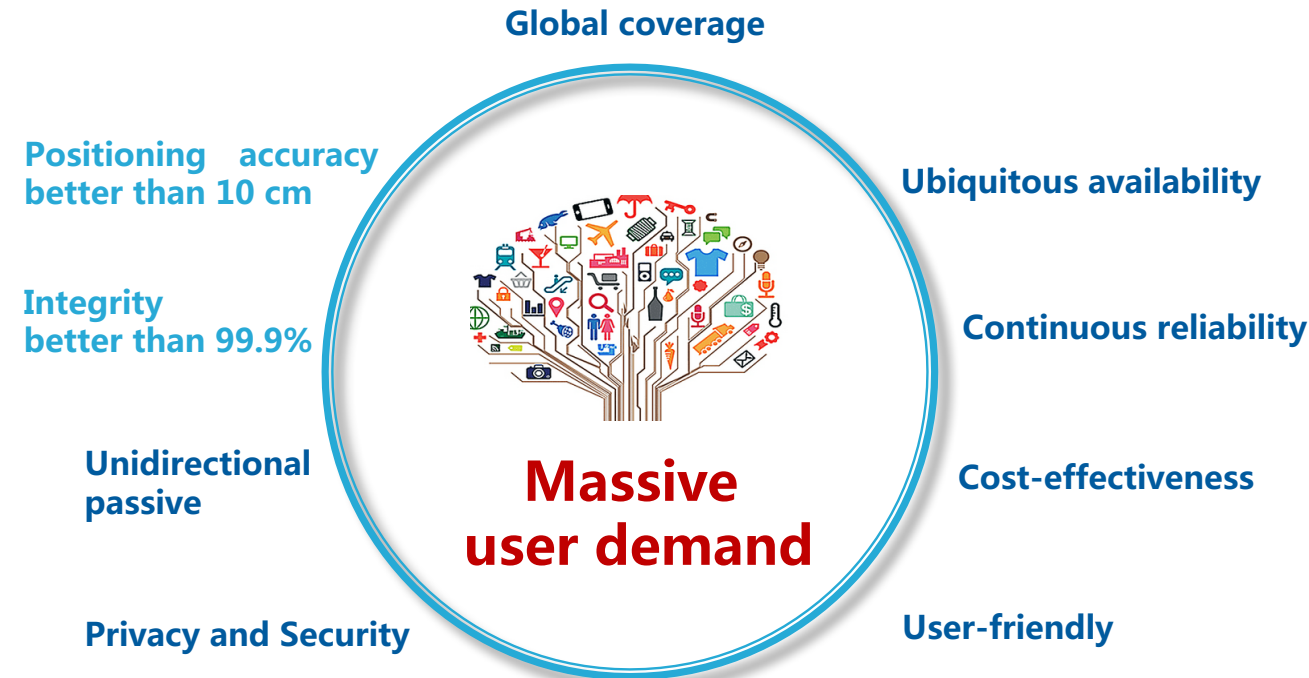 Global coverage
Positioning accuracy
better than 10 cm
Integrity
better than 99.9%
Unidirectional
passive
Privacy and Security
Ubiquitous availability
Continuous reliability
Cost-effectiveness
User-friendly
Massive
user demand